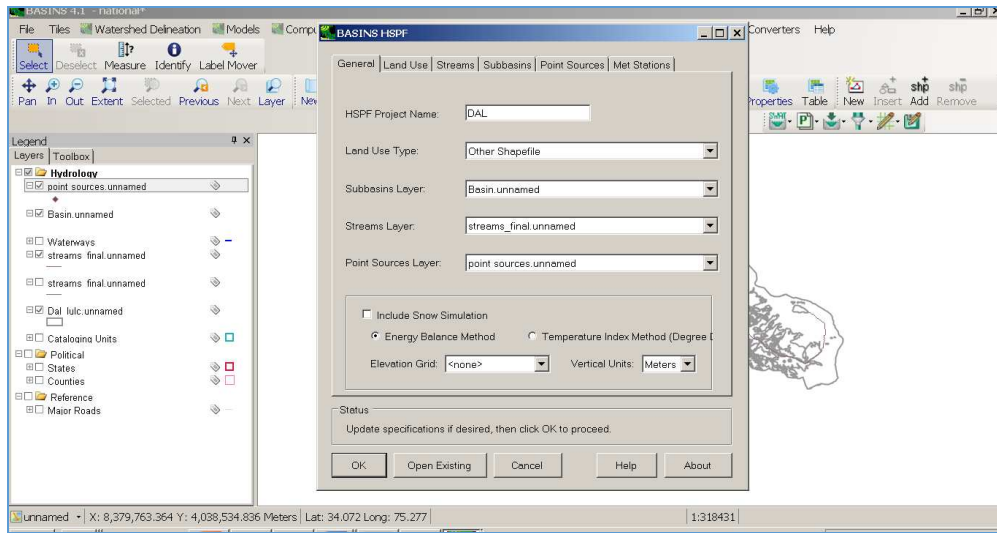 BASINS 4.1 - national*
File Tiles Watershed Delineation Models Compu Converters Help
Select Deselect Measure Identify Label Mover
Pan In Out Extent Selected Previous Next Layer New Properties Table New Insert Add Remove
shp shp
Legend
Layers Toolbox
Hydrology
point sources.unnamed
Basin.unnamed
Waterways
streams_final.unnamed
streams_final.unnamed
Dal_lulc.unnamed
Cataloging Units
Political
States
Counties
Reference
Major Roads
BASINS HSPF
General Land Use Streams Subbasins Point Sources Met Stations
HSPF Project Name: DAL
Land Use Type: Other Shapefile
Subbasins Layer: Basin.unnamed
Streams Layer: streams_final.unnamed
Point Sources Layer: point sources.unnamed
Include Snow Simulation
Energy Balance Method Temperature Index Method (Degree D
Elevation Grid: <none> Vertical Units: Meters
Status
Update specifications if desired, then click OK to proceed.
OK Open Existing Cancel Help About
unnamed X: 8,379,763.364 Y: 4,038,534.836 Meters Lat: 34.072 Long: 75.277 1:318431